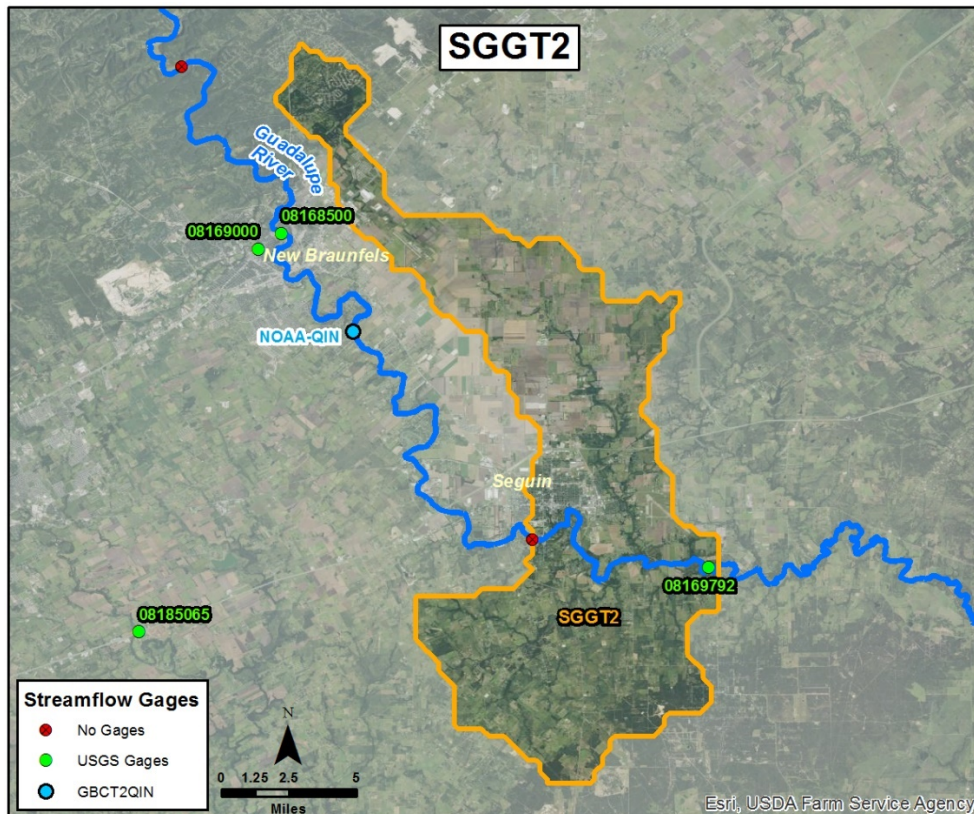 SGGT2
Guadalupe
River
08168500
08169000
New Braunfels
NOAA-QIN
Seguin
08169792
SGGT2
08185065
Streamflow Gages
No Gages
USGS Gages
GBCT2QIN
N
0 1.25 2.5 5
Miles
Esri, USDA Farm Service Agency